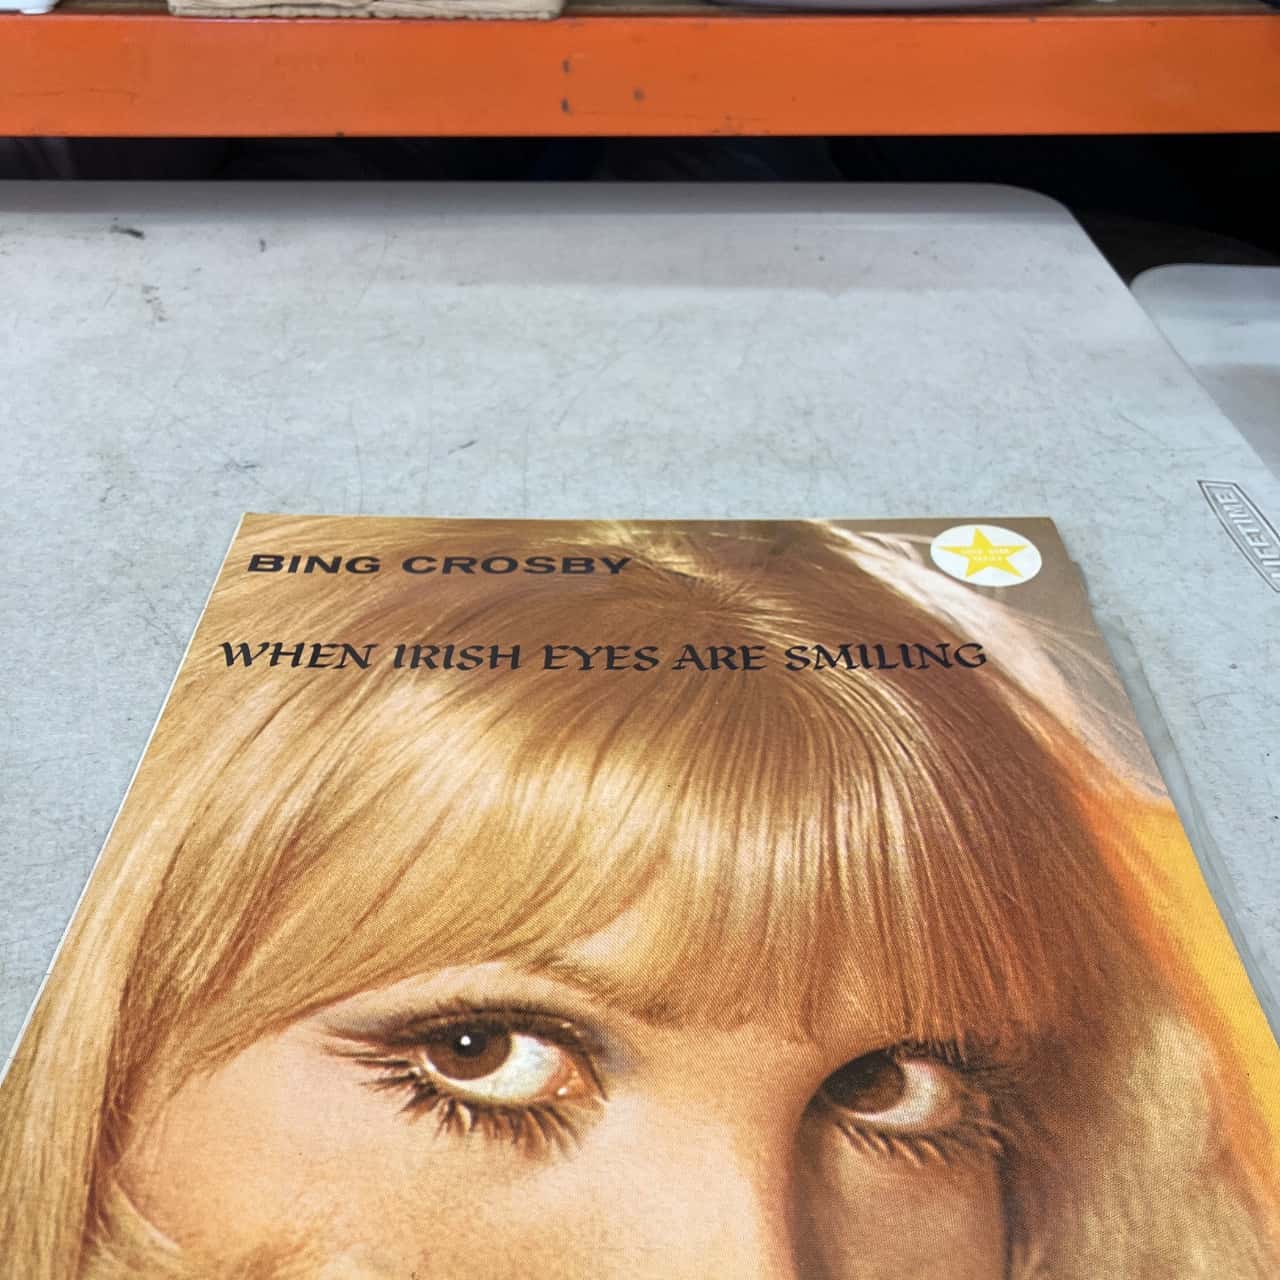 BING CROSBY
WHEN IRISH EYES ARE SMILING